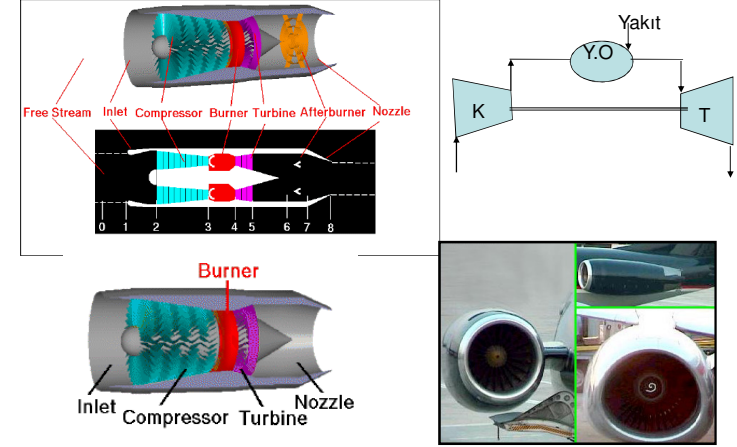 Free Stream Inlet Compressor Burner Turbine Afterburner Nozzle
0 1 2 3 4 5 6 7 8
Yakıt
Y.O
K
T
Burner
Inlet
Compressor
Turbine
Nozzle